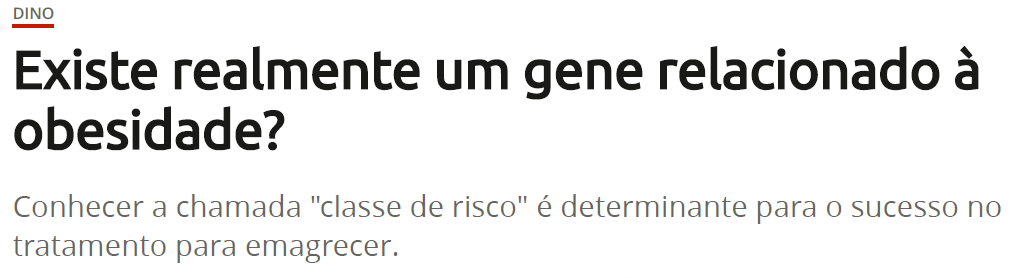 DINO
Existe realmente um gene relacionado à
obesidade?
Conhecer a chamada "classe de risco" é determinante para o sucesso no
tratamento para emagrecer.